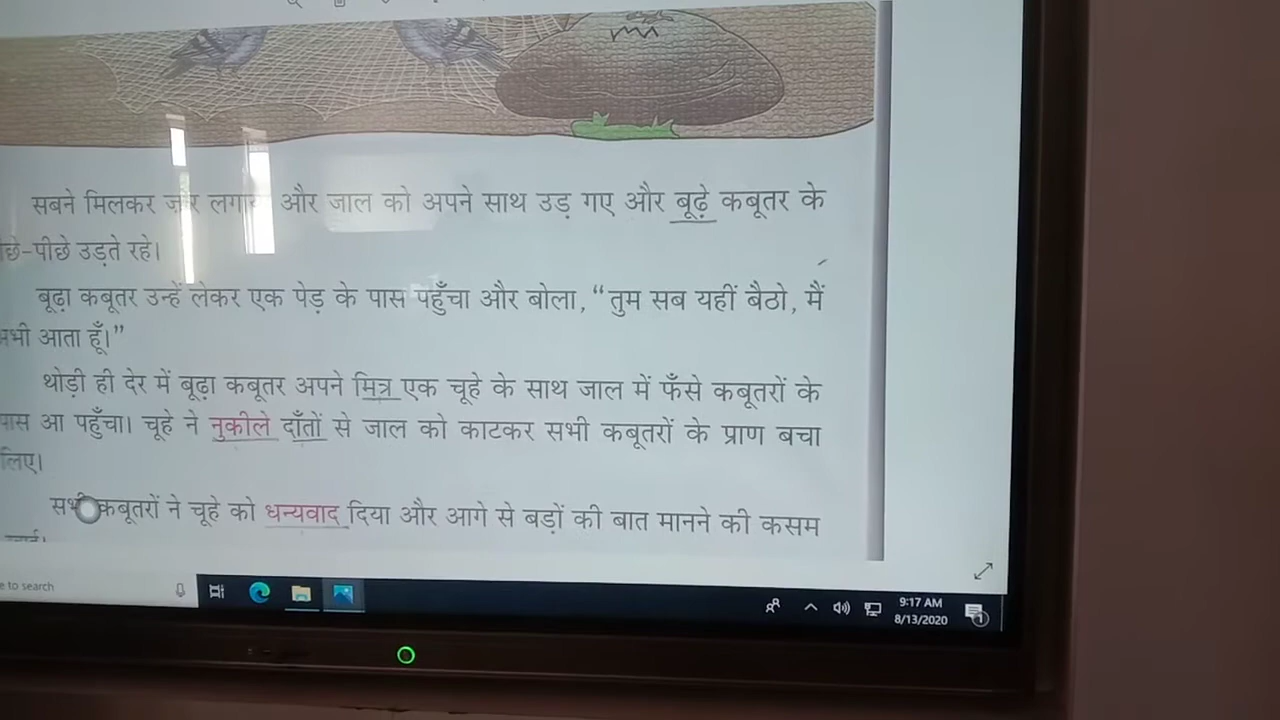 सबने मिलकर ज़ोर लगाया और जाल को अपने साथ उड़ गए और बूढ़े कबूतर के
छे-पीछे उड़ते रहे।
बूढ़ा कबूतर उन्हें लेकर एक पेड़ के पास पहुँचा और बोला, “तुम सब यहीं बैठो, मैं
भी आता हूँ।”
थोड़ी ही देर में बूढ़ा कबूतर अपने मित्र एक चूहे के साथ जाल में फँसे कबूतरों के
पास आ पहुँचा। चूहे ने नुकीले दाँतों से जाल को काटकर सभी कबूतरों के प्राण बचा
लिए।
सभी कबूतरों ने चूहे को धन्यवाद दिया और आगे से बड़ों की बात मानने की कसम
e to search
9:17 AM
8/13/2020
1